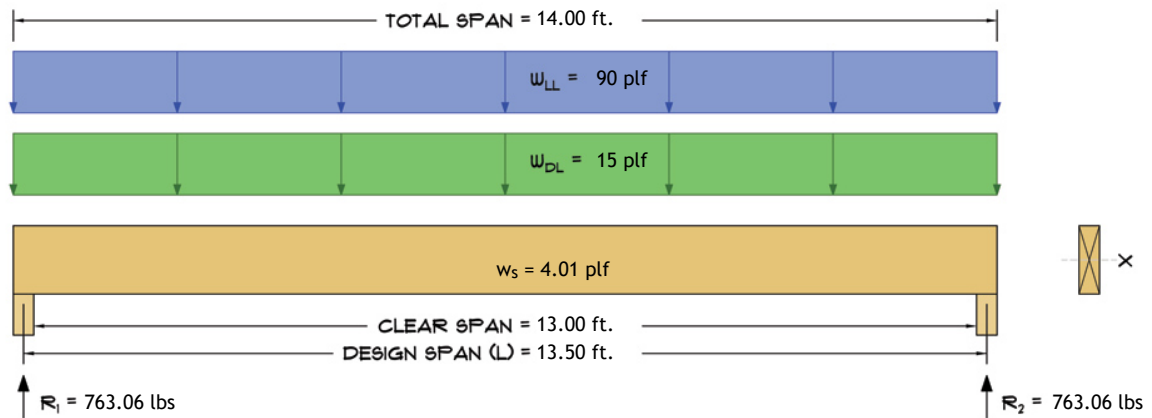 TOTAL SPAN = 14.00 ft.
WLL = 90 plf
WDL = 15 plf
ws = 4.01 plf
X
CLEAR SPAN = 13.00 ft.
DESIGN SPAN (L) = 13.50 ft.
R1 = 763.06 lbs
R2 = 763.06 lbs